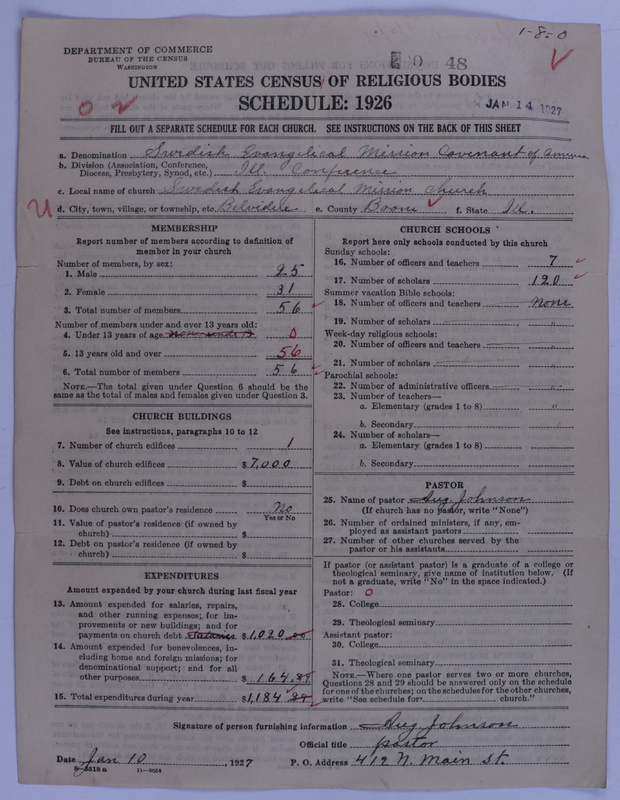 1-8-0
DEPARTMENT OF COMMERCE
BUREAU OF THE CENSUS
WASHINGTON
48
UNITED STATES CENSUS OF RELIGIOUS BODIES
SCHEDULE: 1926
JAN 14 1927
FILL OUT A SEPARATE SCHEDULE FOR EACH CHURCH. SEE INSTRUCTIONS ON THE BACK OF THIS SHEET
a. Denomination Swedish Evangelical Mission Covenant of America
b. Division (Association, Conference, Diocese, Presbytery, Synod, etc.) Ill. Conference
c. Local name of church Swedish Evangelical Mission Church
d. City, town, village, or township, etc. Belvidere e. County Boone f. State Ill.
MEMBERSHIP
Report number of members according to definition of
member in your church
Number of members, by sex:
1. Male 25
2. Female 31
3. Total number of members 56
Number of members under and over 13 years old:
4. Under 13 years of age none under 13 0
5. 13 years old and over 56
6. Total number of members 56
NOTE.—The total given under Question 6 should be the
same as the total of males and females given under Question 3.
CHURCH BUILDINGS
See instructions, paragraphs 10 to 12
7. Number of church edifices 1
8. Value of church edifices $7,000
9. Debt on church edifices $
10. Does church own pastor's residence No
Yes or No
11. Value of pastor's residence (if owned by
church) $
12. Debt on pastor's residence (if owned by
church) $
EXPENDITURES
Amount expended by your church during last fiscal year
13. Amount expended for salaries, repairs,
and other running expenses; for im-
provements or new buildings; and for
payments on church debt Salaries $1,020.00
14. Amount expended for benevolences, in-
cluding home and foreign missions; for
denominational support; and for all
other purposes $164.87
15. Total expenditures during year $1,184.87
CHURCH SCHOOLS
Report here only schools conducted by this church
Sunday schools:
16. Number of officers and teachers 7
17. Number of scholars 120
Summer vacation Bible schools:
18. Number of officers and teachers none
19. Number of scholars "
Week-day religious schools:
20. Number of officers and teachers "
21. Number of scholars "
Parochial schools:
22. Number of administrative officers "
23. Number of teachers—
a. Elementary (grades 1 to 8) "
b. Secondary "
24. Number of scholars—
a. Elementary (grades 1 to 8)
b. Secondary
PASTOR
25. Name of pastor Aug. Johnson
(If church has no pastor, write "None")
26. Number of ordained ministers, if any, em-
ployed as assistant pastors
27. Number of other churches served by the
pastor or his assistants
If pastor (or assistant pastor) is a graduate of a college or
theological seminary, give name of institution below. (If
not a graduate, write "No" in the space indicated.)
Pastor: 0
28. College
29. Theological seminary
Assistant pastor:
30. College
31. Theological seminary
NOTE.—Where one pastor serves two or more churches,
Questions 28 and 29 should be answered only on the schedule
for one of the churches; on the schedules for the other churches,
write "See schedule for church."
Signature of person furnishing information Aug Johnson
Official title pastor
Date Jan 10, 1927 P. O. Address 419 N. Main St.
8-5518a 11-9054